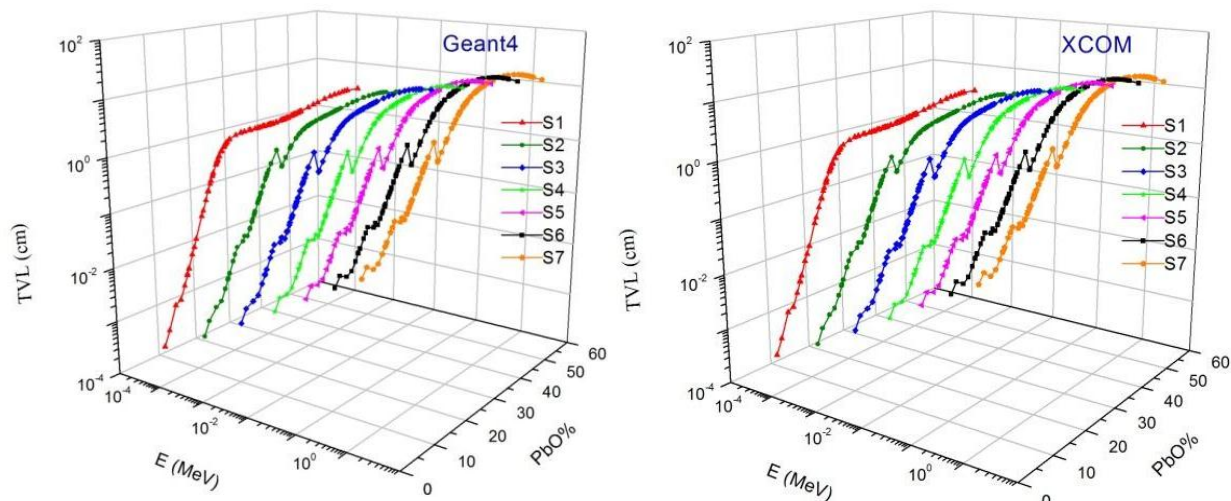 Geant4
10²
10⁰
10⁻²
10⁻⁴
TVL (cm)
S1
S2
S3
S4
S5
S6
S7
10⁻⁴
10⁻²
10⁰
E (MeV)
0
10
20
30
40
50
60
PbO%
XCOM
10²
10⁰
10⁻²
10⁻⁴
TVL (cm)
S1
S2
S3
S4
S5
S6
S7
10⁻⁴
10⁻²
10⁰
E (MeV)
0
10
20
30
40
50
60
PbO%